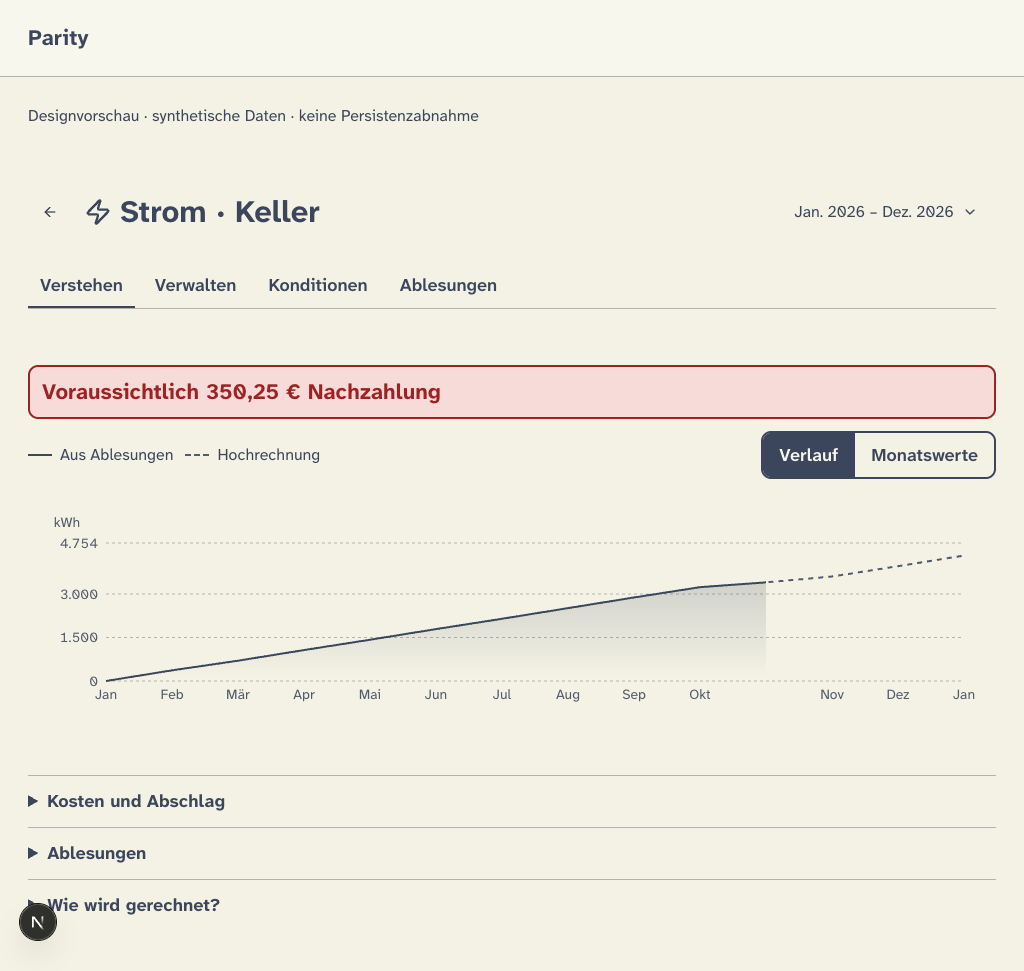 Parity
Designvorschau · synthetische Daten · keine Persistenzabnahme
Strom · Keller
Jan. 2026 – Dez. 2026
Verstehen Verwalten Konditionen Ablesungen
Voraussichtlich 350,25 € Nachzahlung
Aus Ablesungen Hochrechnung
Verlauf Monatswerte
kWh
4.754
3.000
1.500
0
Jan Feb Mär Apr Mai Jun Jul Aug Sep Okt Nov Dez Jan
Kosten und Abschlag
Ablesungen
Wie wird gerechnet?
N